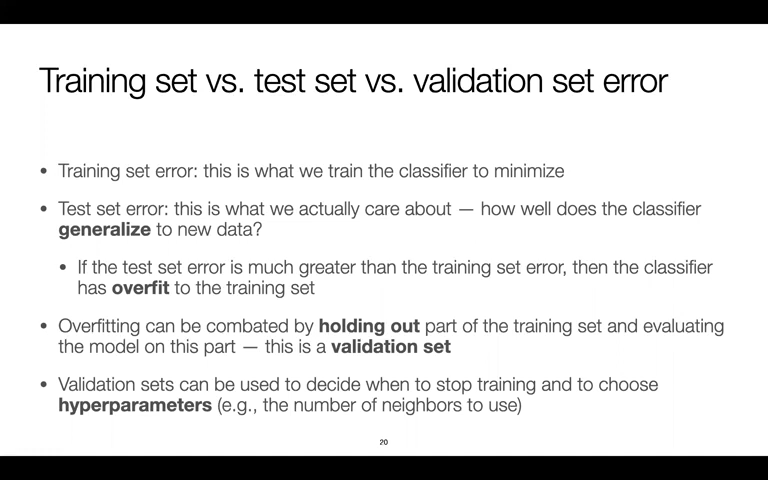 Training set vs. test set vs. validation set error
• Training set error: this is what we train the classifier to minimize
• Test set error: this is what we actually care about — how well does the classifier
generalize to new data?
• If the test set error is much greater than the training set error, then the classifier
has overfit to the training set
• Overfitting can be combated by holding out part of the training set and evaluating
the model on this part — this is a validation set
• Validation sets can be used to decide when to stop training and to choose
hyperparameters (e.g., the number of neighbors to use)
20